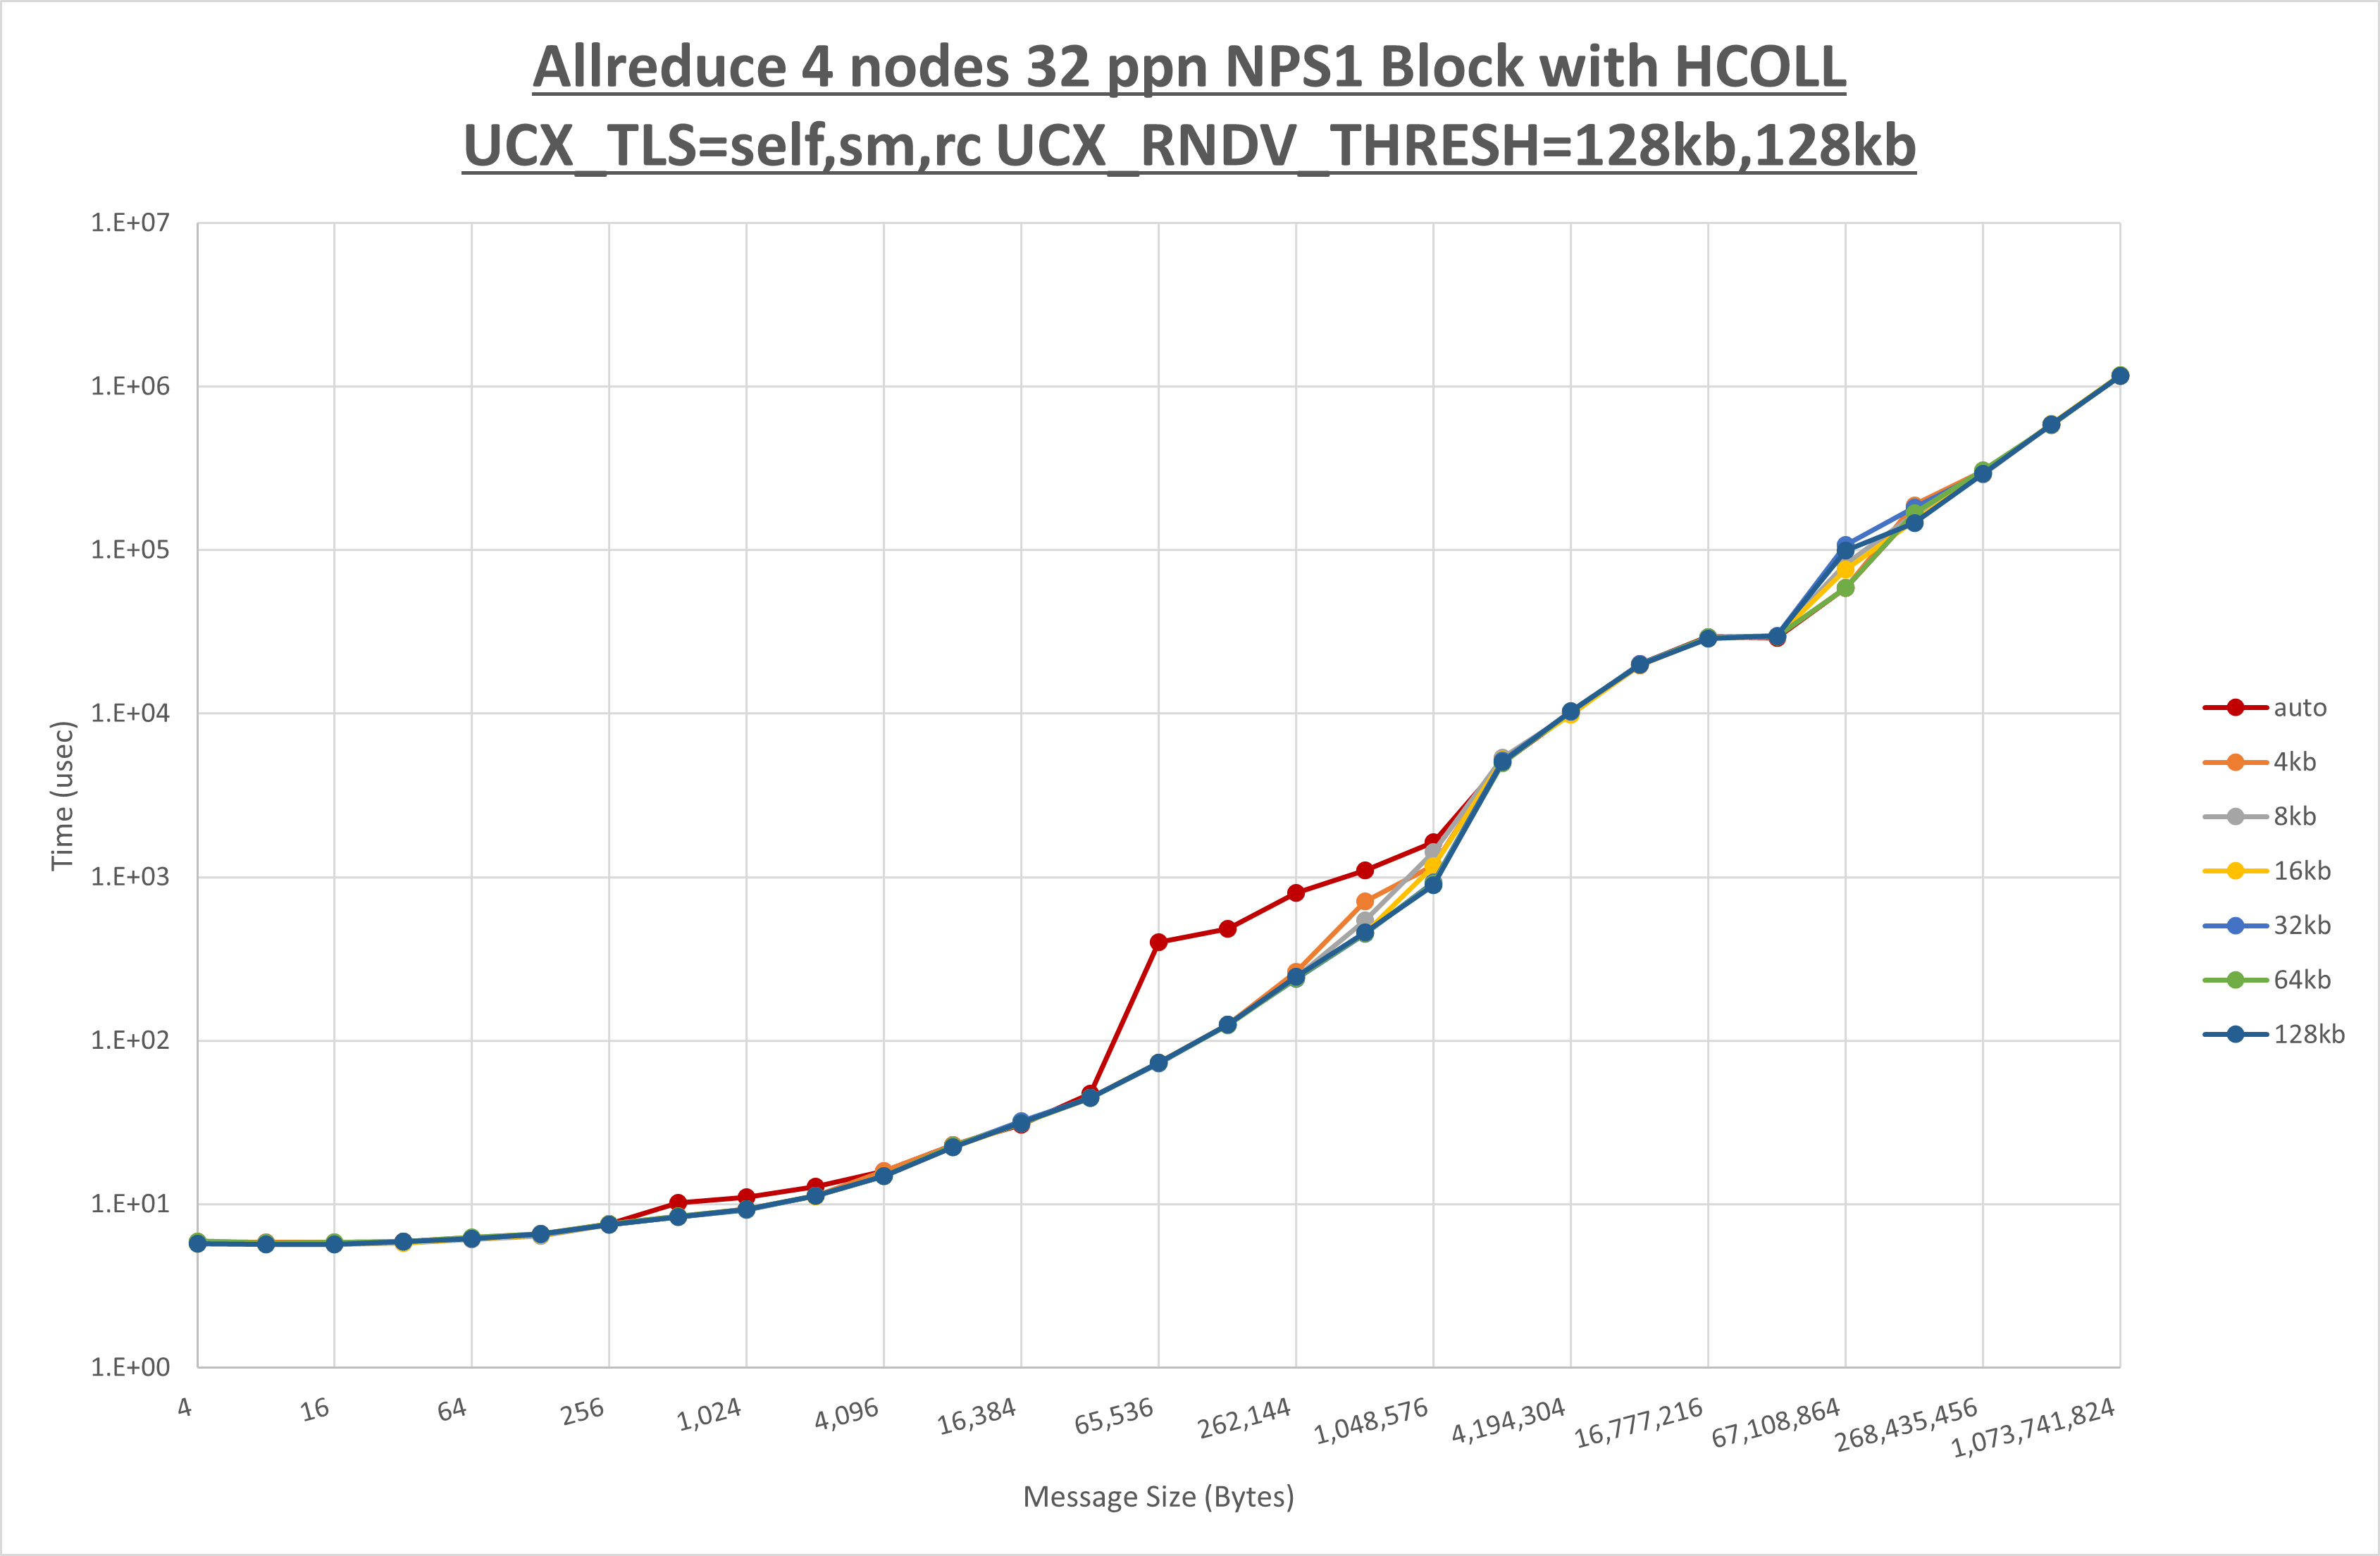 Allreduce 4 nodes 32 ppn NPS1 Block with HCOLL
UCX_TLS=self,sm,rc UCX_RNDV_THRESH=128kb,128kb
1.E+07
1.E+06
1.E+05
1.E+04
1.E+03
1.E+02
1.E+01
1.E+00
Time (usec)
4
16
64
256
1,024
4,096
16,384
65,536
262,144
1,048,576
4,194,304
16,777,216
67,108,864
268,435,456
1,073,741,824
Message Size (Bytes)
auto
4kb
8kb
16kb
32kb
64kb
128kb